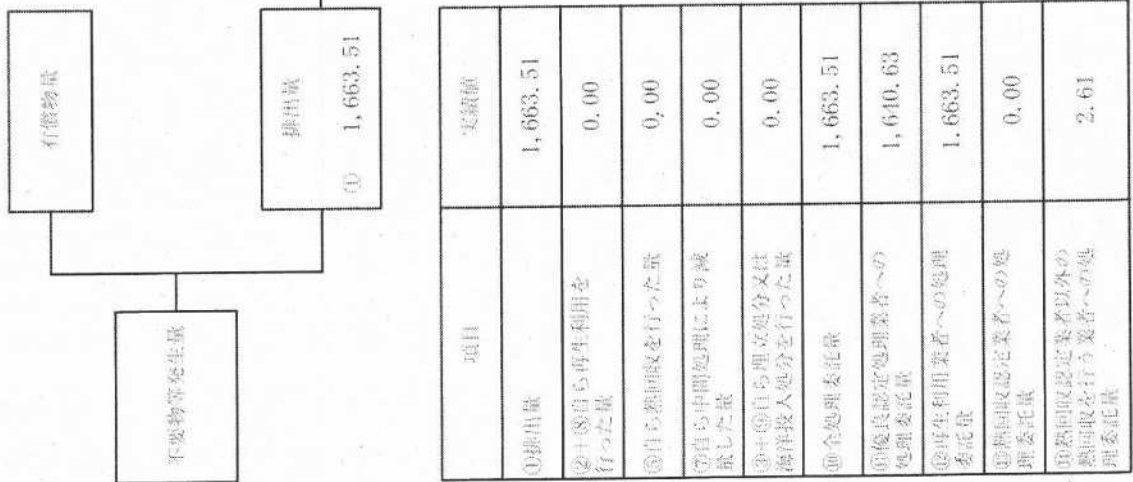 有償物量
不要物等発生量
排出量
① 1,663.51
項目
実績値
①排出量
1,663.51
②+⑧自ら再生利用を
行った量
0.00
⑤自ら熱回収を行った量
0.00
⑦自ら中間処理により減
量した量
0.00
③+⑨自ら埋立処分又は
海洋投入処分を行った量
0.00
⑩全処理委託量
1,663.51
⑪優良認定処理業者への
処理委託量
1,640.63
⑫再生利用業者への処理
委託量
1.663.51
⑬熱回収認定業者への処
理委託量
0.00
⑭熱回収認定業者以外の
熱回収を行う業者への処
理委託量
2.61